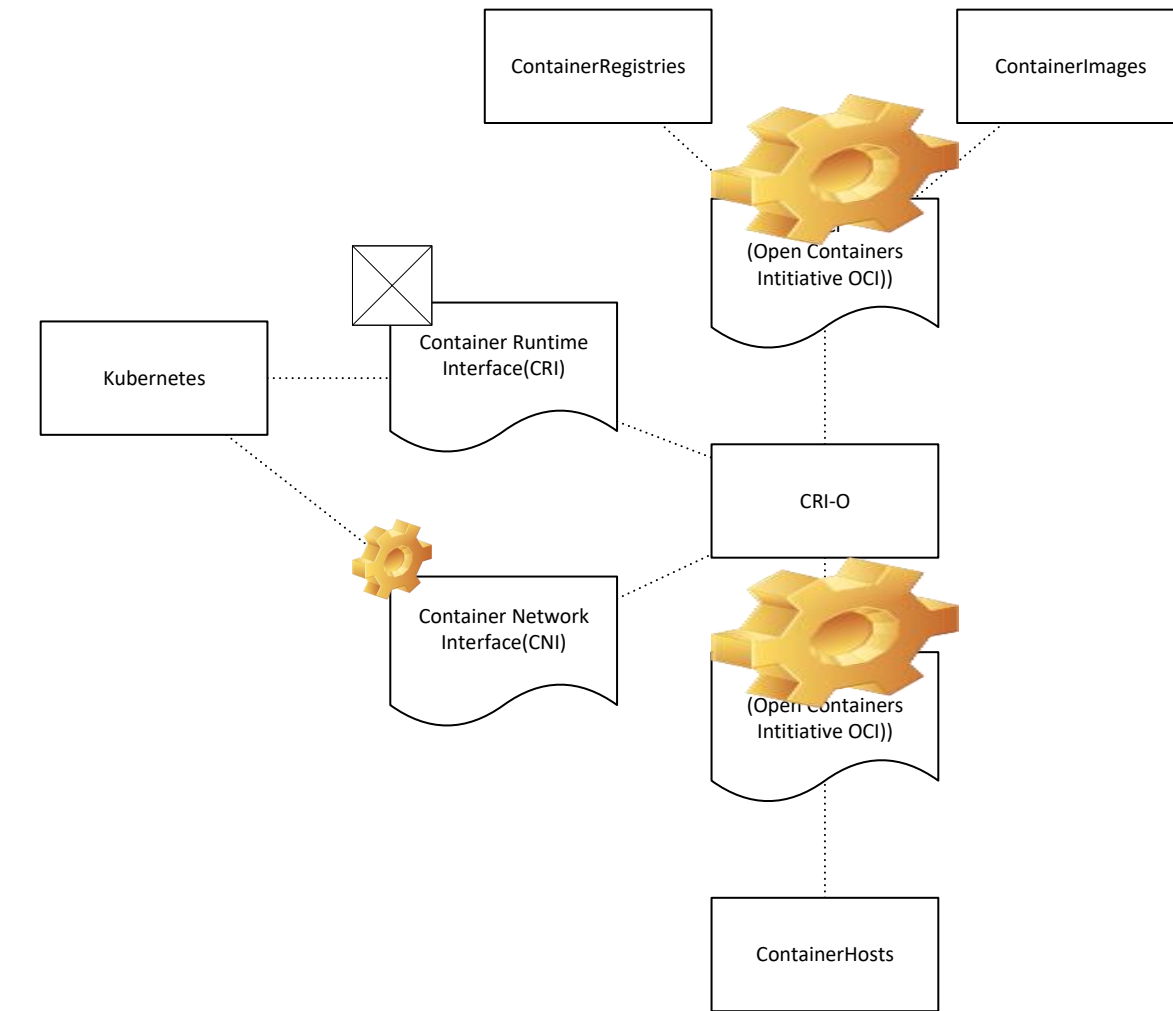 ContainerRegistries
ContainerImages
(Open Containers
Intitiative OCI))
Container Runtime
Interface(CRI)
Kubernetes
CRI-O
Container Network
Interface(CNI)
(Open Containers
Intitiative OCI))
ContainerHosts